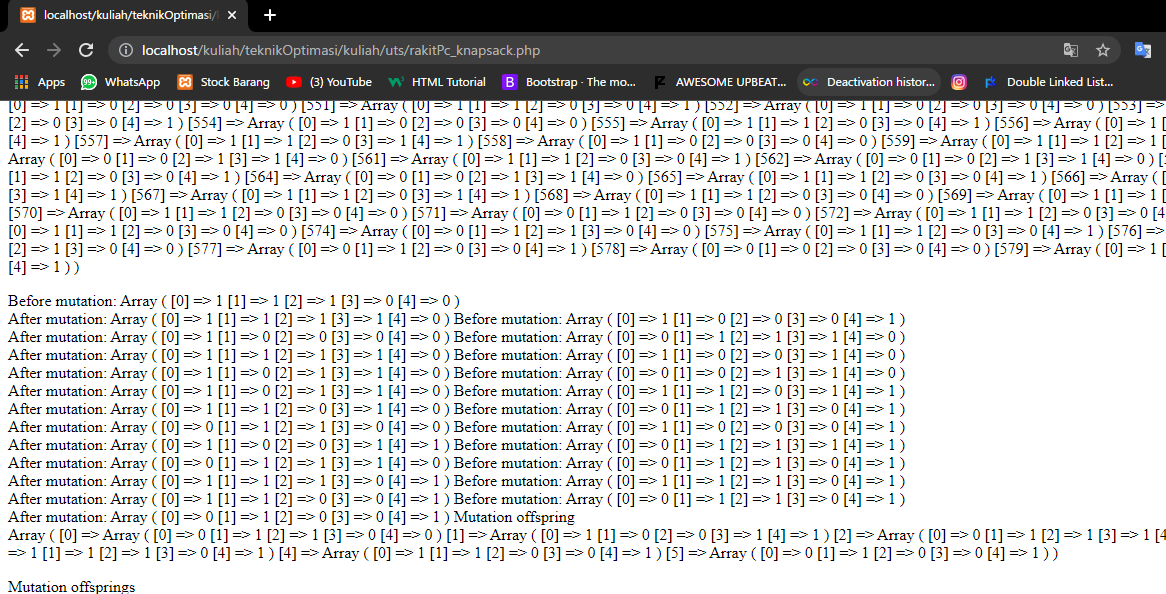 localhost/kuliah/teknikOptimasi/
localhost/kuliah/teknikOptimasi/kuliah/uts/rakitPc_knapsack.php
Apps 99+ WhatsApp Stock Barang (3) YouTube HTML Tutorial B Bootstrap · The mo... AWESOME UPBEAT... Deactivation histor... Double Linked List...
[0] => 1 [1] => 0 [2] => 0 [3] => 0 [4] => 0 ) [551] => Array ( [0] => 1 [1] => 1 [2] => 0 [3] => 0 [4] => 1 ) [552] => Array ( [0] => 1 [1] => 0 [2] => 0 [3] => 0 [4] => 0 ) [553] =>
[2] => 0 [3] => 0 [4] => 1 ) [554] => Array ( [0] => 1 [1] => 0 [2] => 0 [3] => 0 [4] => 0 ) [555] => Array ( [0] => 1 [1] => 1 [2] => 0 [3] => 0 [4] => 1 ) [556] => Array ( [0] => 1 [
[4] => 1 ) [557] => Array ( [0] => 1 [1] => 1 [2] => 0 [3] => 1 [4] => 1 ) [558] => Array ( [0] => 1 [1] => 0 [2] => 0 [3] => 0 [4] => 0 ) [559] => Array ( [0] => 1 [1] => 1 [2] => 1 [
Array ( [0] => 0 [1] => 0 [2] => 1 [3] => 1 [4] => 0 ) [561] => Array ( [0] => 1 [1] => 1 [2] => 0 [3] => 0 [4] => 1 ) [562] => Array ( [0] => 0 [1] => 0 [2] => 1 [3] => 1 [4] => 0 ) [
[1] => 1 [2] => 0 [3] => 0 [4] => 1 ) [564] => Array ( [0] => 0 [1] => 0 [2] => 1 [3] => 1 [4] => 0 ) [565] => Array ( [0] => 1 [1] => 1 [2] => 0 [3] => 0 [4] => 1 ) [566] => Array ( [
[3] => 1 [4] => 1 ) [567] => Array ( [0] => 1 [1] => 1 [2] => 0 [3] => 1 [4] => 1 ) [568] => Array ( [0] => 1 [1] => 1 [2] => 0 [3] => 0 [4] => 0 ) [569] => Array ( [0] => 1 [1] => 1 [
[570] => Array ( [0] => 1 [1] => 1 [2] => 0 [3] => 0 [4] => 0 ) [571] => Array ( [0] => 0 [1] => 1 [2] => 0 [3] => 0 [4] => 0 ) [572] => Array ( [0] => 1 [1] => 1 [2] => 0 [3] => 0 [4
[0] => 1 [1] => 1 [2] => 0 [3] => 0 [4] => 0 ) [574] => Array ( [0] => 0 [1] => 1 [2] => 1 [3] => 0 [4] => 0 ) [575] => Array ( [0] => 1 [1] => 1 [2] => 0 [3] => 0 [4] => 1 ) [576] =>
[2] => 1 [3] => 0 [4] => 0 ) [577] => Array ( [0] => 0 [1] => 1 [2] => 0 [3] => 0 [4] => 1 ) [578] => Array ( [0] => 0 [1] => 0 [2] => 0 [3] => 0 [4] => 0 ) [579] => Array ( [0] => 1 [
[4] => 1 ) )
Before mutation: Array ( [0] => 1 [1] => 1 [2] => 1 [3] => 0 [4] => 0 )
After mutation: Array ( [0] => 1 [1] => 1 [2] => 1 [3] => 1 [4] => 0 ) Before mutation: Array ( [0] => 1 [1] => 0 [2] => 0 [3] => 0 [4] => 1 )
After mutation: Array ( [0] => 1 [1] => 0 [2] => 0 [3] => 0 [4] => 0 ) Before mutation: Array ( [0] => 0 [1] => 1 [2] => 1 [3] => 1 [4] => 0 )
After mutation: Array ( [0] => 1 [1] => 1 [2] => 1 [3] => 1 [4] => 0 ) Before mutation: Array ( [0] => 1 [1] => 0 [2] => 0 [3] => 0 [4] => 0 )
After mutation: Array ( [0] => 0 [1] => 0 [2] => 0 [3] => 0 [4] => 0 ) Before mutation: Array ( [0] => 0 [1] => 0 [2] => 1 [3] => 1 [4] => 0 )
After mutation: Array ( [0] => 1 [1] => 0 [2] => 1 [3] => 1 [4] => 0 ) Before mutation: Array ( [0] => 1 [1] => 1 [2] => 0 [3] => 1 [4] => 1 )
After mutation: Array ( [0] => 1 [1] => 1 [2] => 0 [3] => 1 [4] => 0 ) Before mutation: Array ( [0] => 0 [1] => 1 [2] => 1 [3] => 0 [4] => 1 )
After mutation: Array ( [0] => 0 [1] => 1 [2] => 1 [3] => 0 [4] => 0 ) Before mutation: Array ( [0] => 1 [1] => 0 [2] => 0 [3] => 0 [4] => 1 )
After mutation: Array ( [0] => 1 [1] => 0 [2] => 0 [3] => 1 [4] => 1 ) Before mutation: Array ( [0] => 0 [1] => 1 [2] => 1 [3] => 1 [4] => 1 )
After mutation: Array ( [0] => 0 [1] => 1 [2] => 1 [3] => 1 [4] => 0 ) Before mutation: Array ( [0] => 0 [1] => 1 [2] => 1 [3] => 0 [4] => 1 )
After mutation: Array ( [0] => 1 [1] => 1 [2] => 1 [3] => 0 [4] => 1 ) Before mutation: Array ( [0] => 1 [1] => 1 [2] => 0 [3] => 0 [4] => 1 )
After mutation: Array ( [0] => 1 [1] => 1 [2] => 0 [3] => 0 [4] => 0 ) Before mutation: Array ( [0] => 0 [1] => 1 [2] => 1 [3] => 0 [4] => 1 )
After mutation: Array ( [0] => 0 [1] => 1 [2] => 0 [3] => 0 [4] => 1 ) Mutation offspring
Array ( [0] => Array ( [0] => 0 [1] => 1 [2] => 1 [3] => 0 [4] => 0 ) [1] => Array ( [0] => 1 [1] => 0 [2] => 0 [3] => 1 [4] => 1 ) [2] => Array ( [0] => 0 [1] => 1 [2] => 1 [3] => 1 [4
=> 1 [1] => 1 [2] => 1 [3] => 0 [4] => 1 ) [4] => Array ( [0] => 1 [1] => 1 [2] => 0 [3] => 0 [4] => 0 ) [5] => Array ( [0] => 0 [1] => 1 [2] => 0 [3] => 0 [4] => 1 ) )
Mutation offsprings